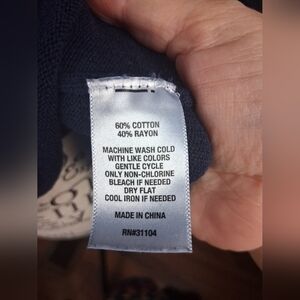 60% COTTON
40% RAYON
MACHINE WASH COLD
WITH LIKE COLORS
GENTLE CYCLE
ONLY NON-CHLORINE
BLEACH IF NEEDED
DRY FLAT
COOL IRON IF NEEDED
MADE IN CHINA
RN#31104